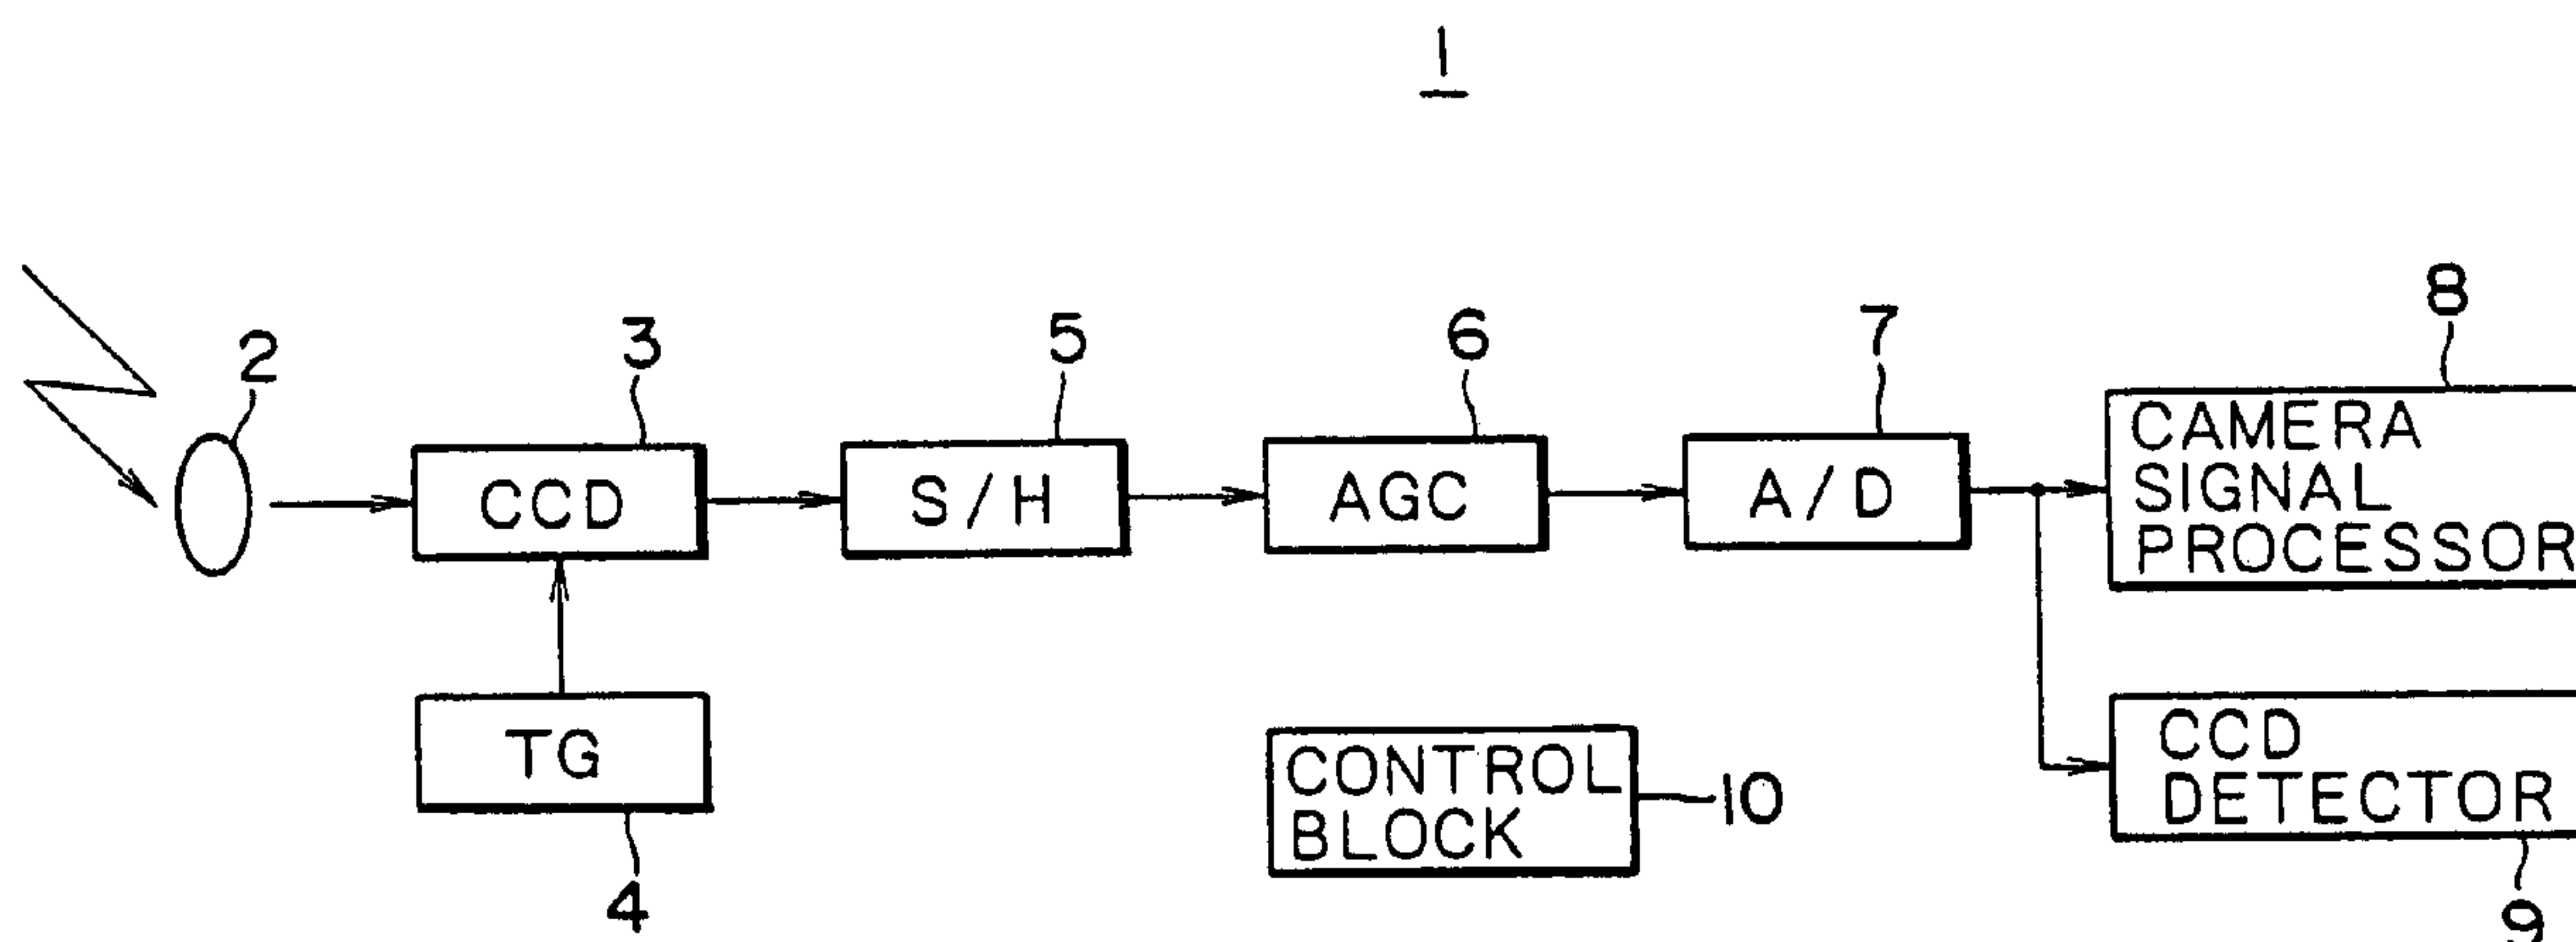 1
2
3
5
6
7
8
CCD
S/H
AGC
A/D
CAMERA
SIGNAL
PROCESSOR
TG
CONTROL
BLOCK
10
CCD
DETECTOR
4
9